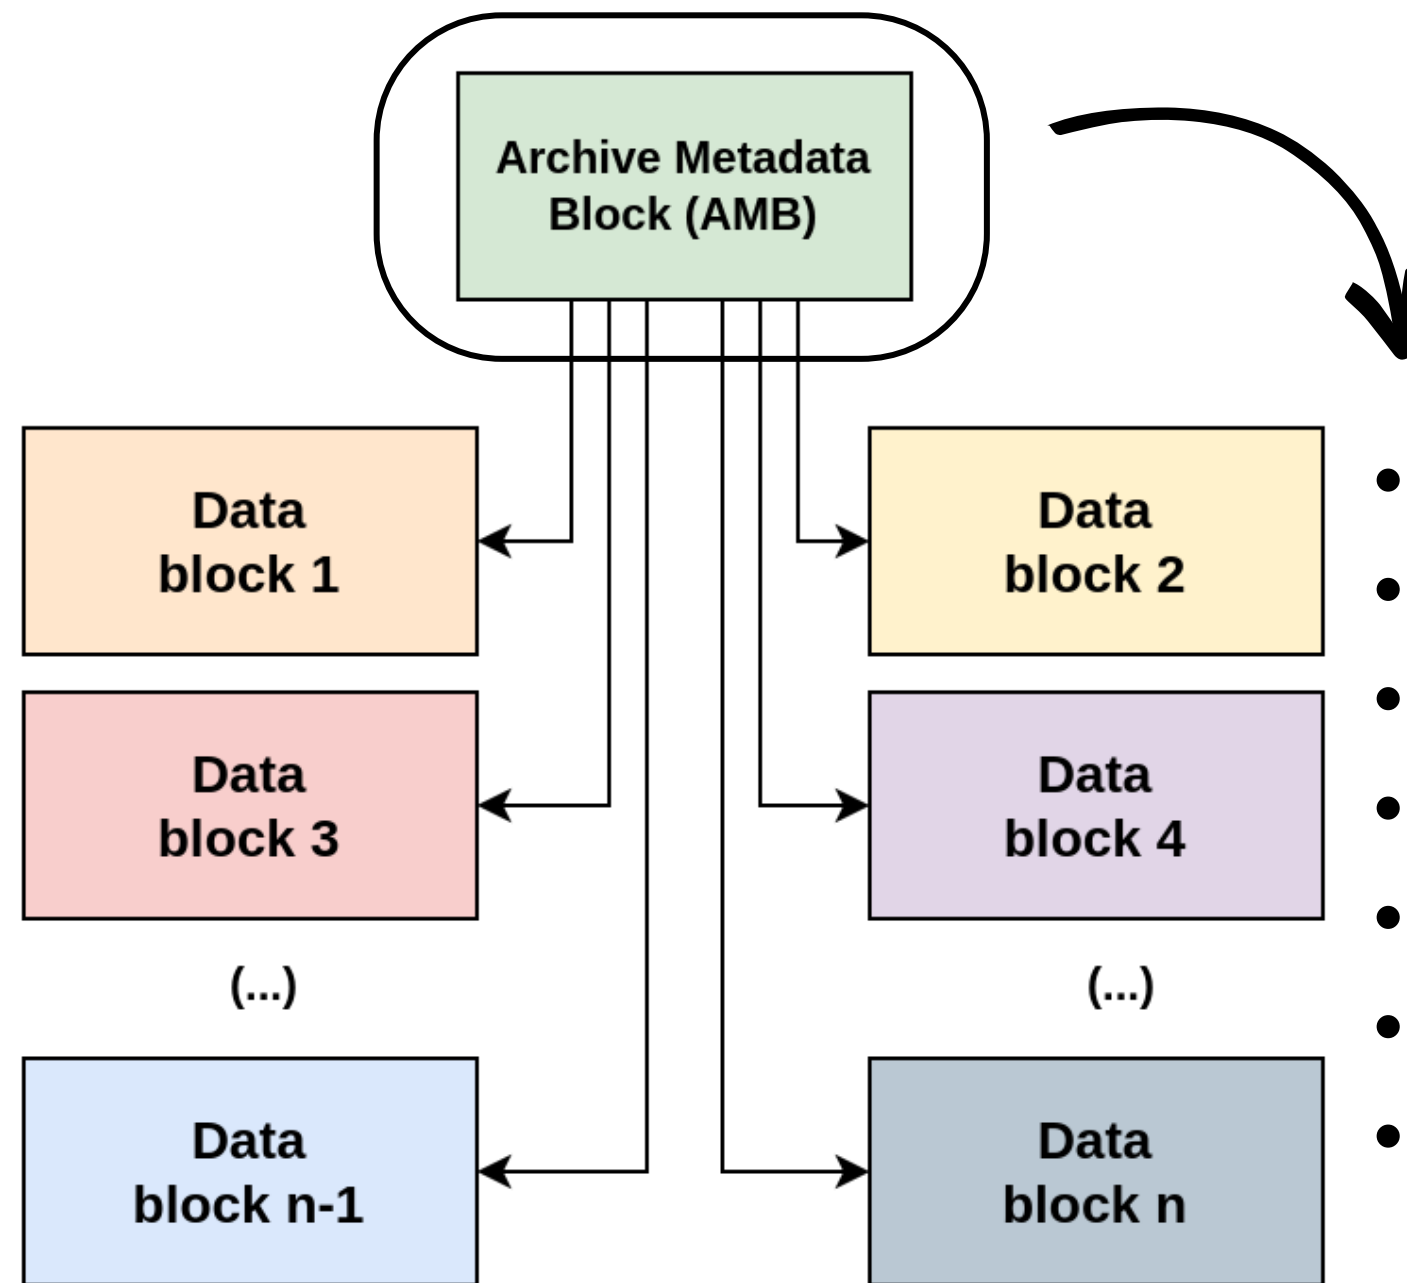 Archive Metadata
Block (AMB)
Data
block 1
Data
block 2
Data
block 3
Data
block 4
(...)
(...)
Data
block n-1
Data
block n